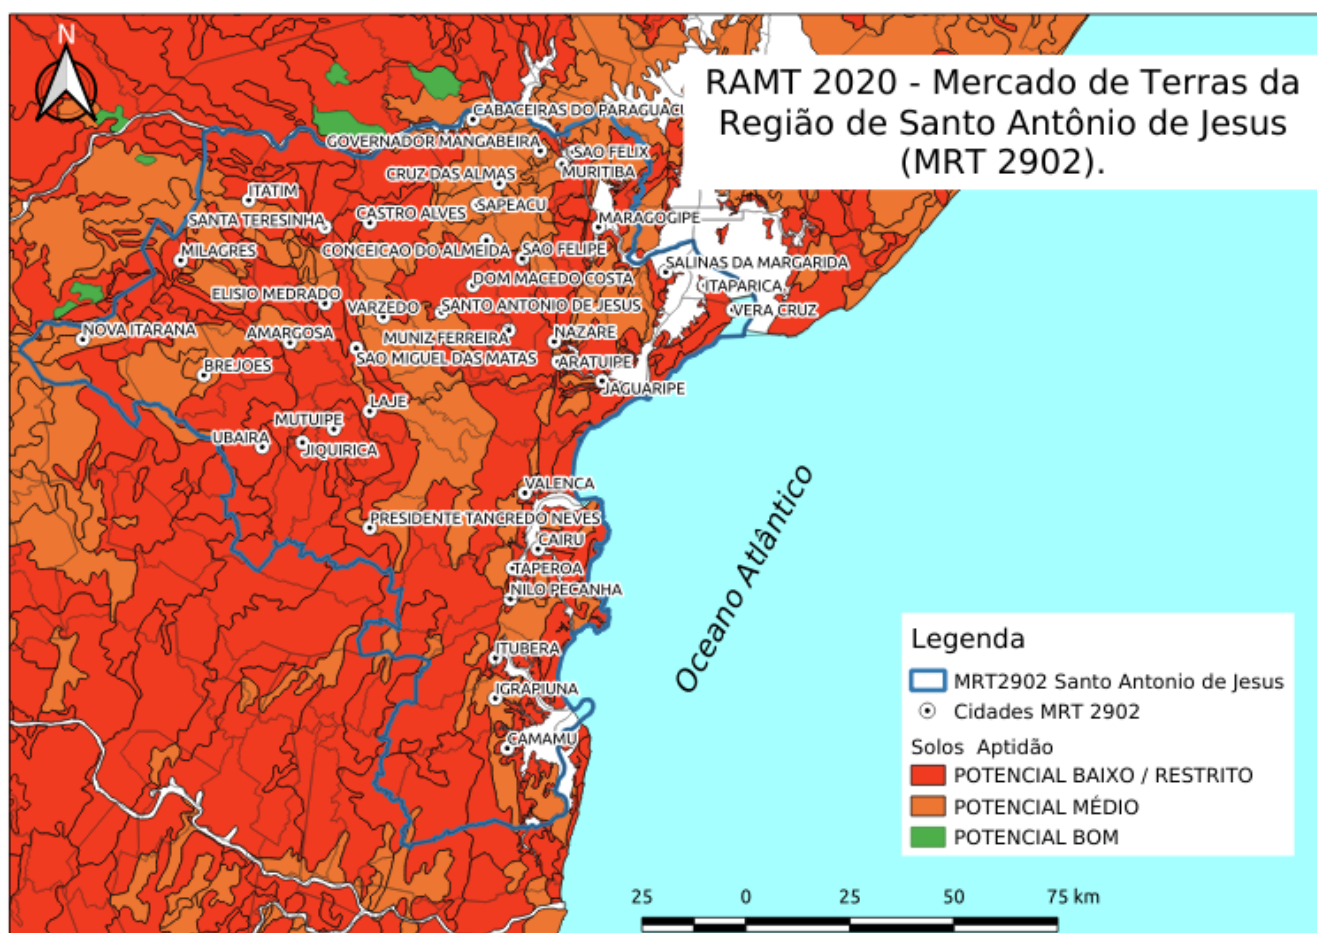 N
RAMT 2020 - Mercado de Terras da
Região de Santo Antônio de Jesus
(MRT 2902).
CABACEIRAS DO PARAGUACU
GOVERNADOR MANGABEIRA
SAO FELIX
MURITIBA
CRUZ DAS ALMAS
ITATIM
SAPEACU
SANTA TERESINHA
CASTRO ALVES
MARAGOGIPE
MILAGRES
CONCEICAO DO ALMEIDA
SAO FELIPE
SALINAS DA MARGARIDA
DOM MACEDO COSTA
ITAPARICA
ELISIO MEDRADO
VARZEDO
SANTO ANTONIO DE JESUS
VERA CRUZ
NOVA ITARANA
AMARGOSA
MUNIZ FERREIRA
NAZARE
SAO MIGUEL DAS MATAS
ARATUIPE
BREJOES
JAGUARIPE
LAJE
MUTUIPE
UBAIRA
JIQUIRICA
VALENCA
PRESIDENTE TANCREDO NEVES
CAIRU
TAPEROA
NILO PECANHA
ITUBERA
IGRAPIUNA
CAMAMU
Oceano Atlântico
Legenda
MRT2902 Santo Antonio de Jesus
Cidades MRT 2902
Solos Aptidão
POTENCIAL BAIXO / RESTRITO
POTENCIAL MÉDIO
POTENCIAL BOM
25 0 25 50 75 km